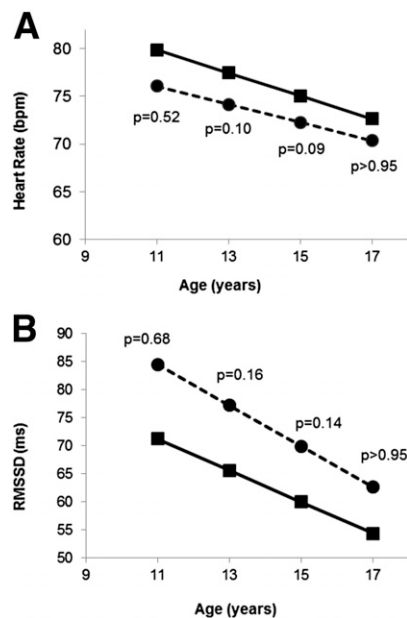 A
80
75
70
65
60
Heart Rate (bpm)
p=0.52
p=0.10
p=0.09
p>0.95
9
11
13
15
17
Age (years)
B
90
85
80
75
70
65
60
55
50
RMSSD (ms)
p=0.68
p=0.16
p=0.14
p>0.95
9
11
13
15
17
Age (years)